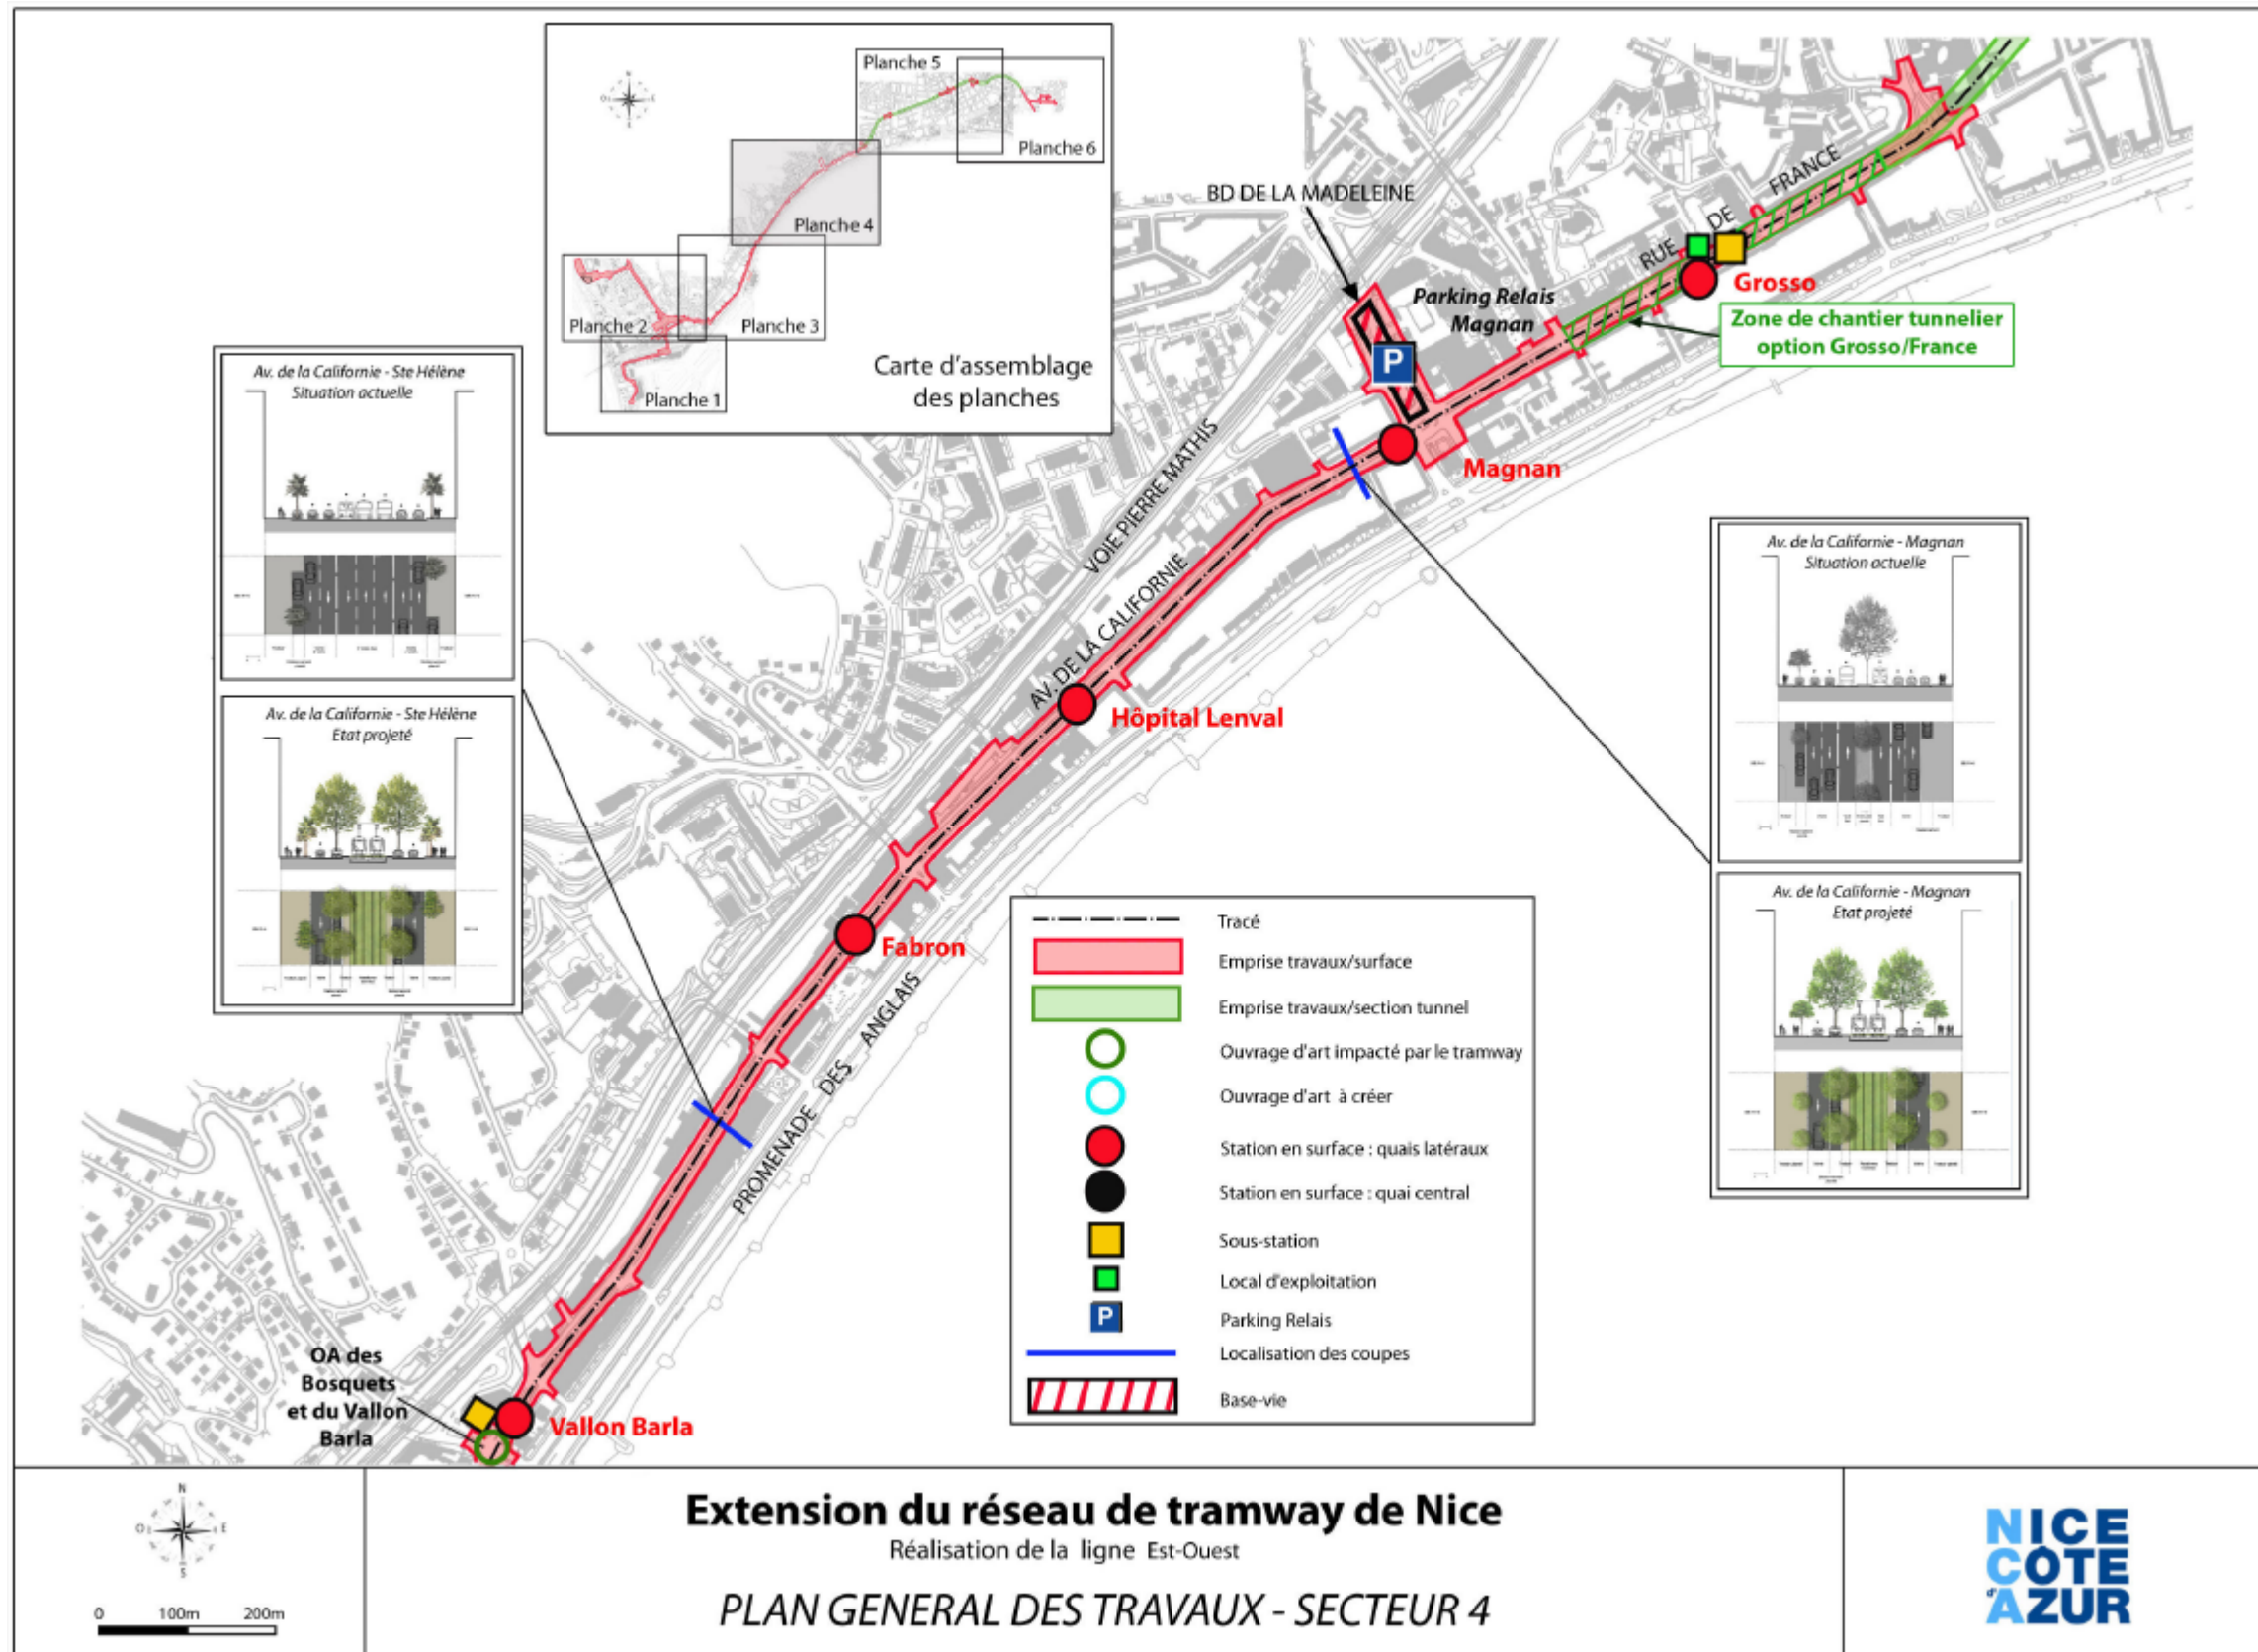 Planche 5
Planche 6
Planche 4
Planche 2
Planche 3
Planche 1
Carte d'assemblage
des planches
N
O
E
S
BD DE LA MADELEINE
Parking Relais
Magnan
P
RUE DE FRANCE
Grosso
Zone de chantier tunnelier
option Grosso/France
Magnan
VOIE PIERRE MATHIS
AV. DE LA CALIFORNIE
Hôpital Lenval
Fabron
PROMENADE DES ANGLAIS
OA des
Bosquets
et du Vallon
Barla
Vallon Barla
Av. de la Californie - Ste Hélène
Situation actuelle
Av. de la Californie - Ste Hélène
Etat projeté
Av. de la Californie - Magnan
Situation actuelle
Av. de la Californie - Magnan
Etat projeté
Tracé
Emprise travaux/surface
Emprise travaux/section tunnel
Ouvrage d'art impacté par le tramway
Ouvrage d'art à créer
Station en surface : quais latéraux
Station en surface : quai central
Sous-station
Local d'exploitation
P Parking Relais
Localisation des coupes
Base-vie
N
O
E
S
0 100m 200m
Extension du réseau de tramway de Nice
Réalisation de la ligne Est-Ouest
PLAN GENERAL DES TRAVAUX - SECTEUR 4
NICE
CÔTE
d'AZUR